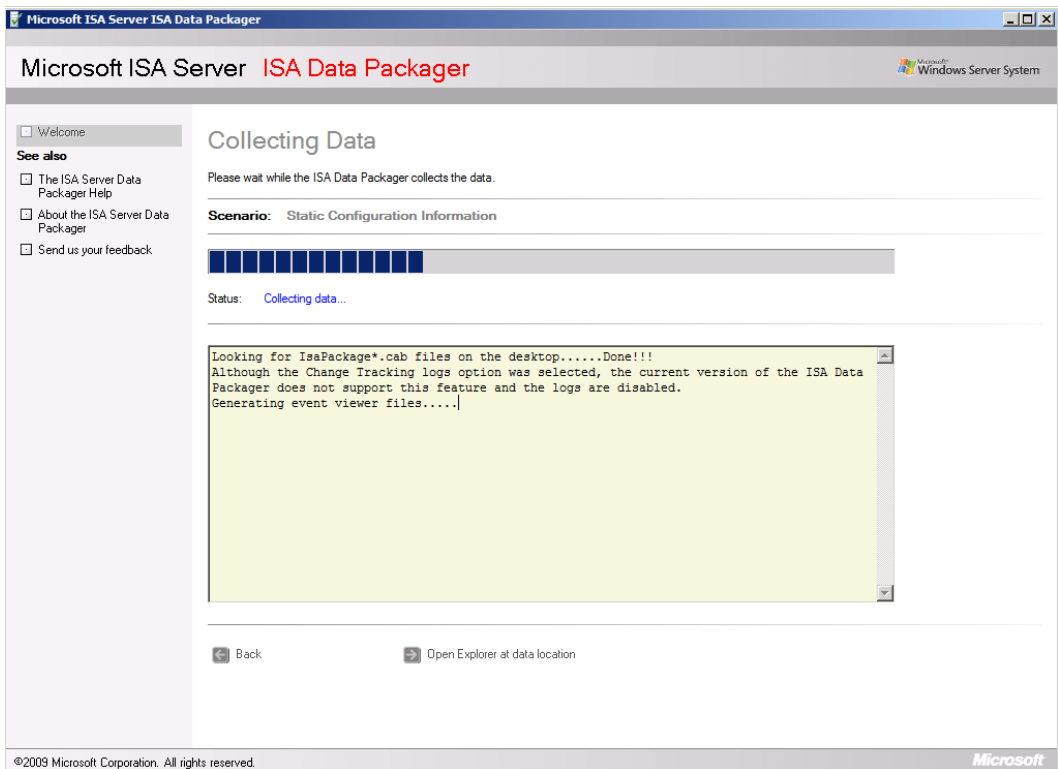 Microsoft ISA Server ISA Data Packager
Microsoft ISA Server ISA Data Packager
Microsoft
Windows Server System
Welcome
See also
The ISA Server Data
Packager Help
About the ISA Server Data
Packager
Send us your feedback
Collecting Data
Please wait while the ISA Data Packager collects the data.
Scenario: Static Configuration Information
Status: Collecting data...
Looking for IsaPackage*.cab files on the desktop......Done!!!
Although the Change Tracking logs option was selected, the current version of the ISA Data
Packager does not support this feature and the logs are disabled.
Generating event viewer files.....
Back
Open Explorer at data location
©2009 Microsoft Corporation. All rights reserved.
Microsoft